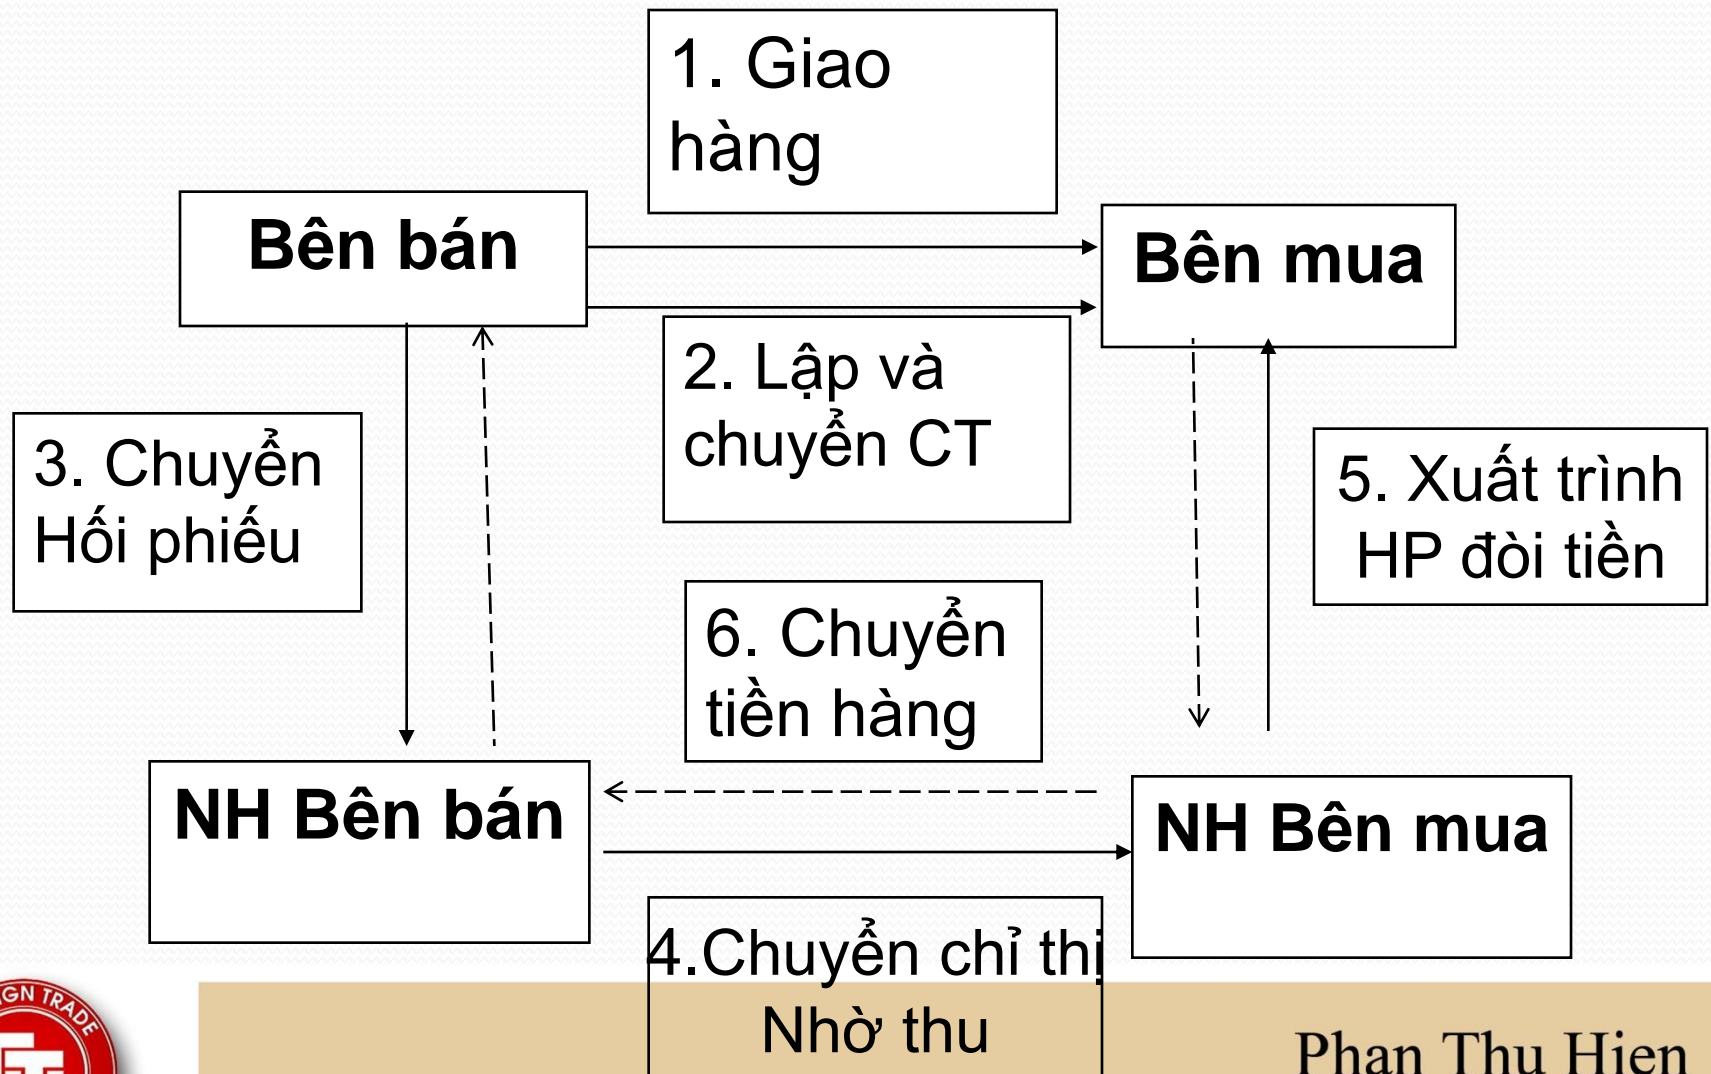 1. Giao
hàng
Bên bán
Bên mua
2. Lập và
chuyển CT
3. Chuyển
Hối phiếu
5. Xuất trình
HP đòi tiền
6. Chuyển
tiền hàng
NH Bên bán
NH Bên mua
4.Chuyển chỉ thị
Nhờ thu
GN TRADE
Phan Thu Hien